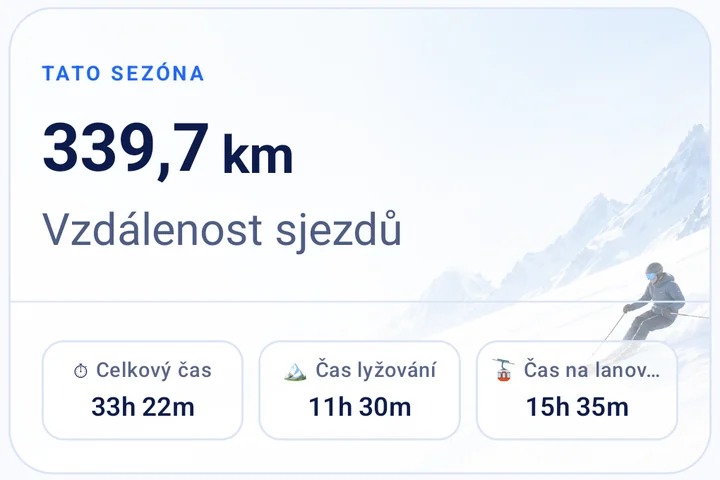 TATO SEZÓNA
339,7 km
Vzdálenost sjezdů
⏱ Celkový čas
33h 22m
🏔️ Čas lyžování
11h 30m
🚡 Čas na lanov…
15h 35m